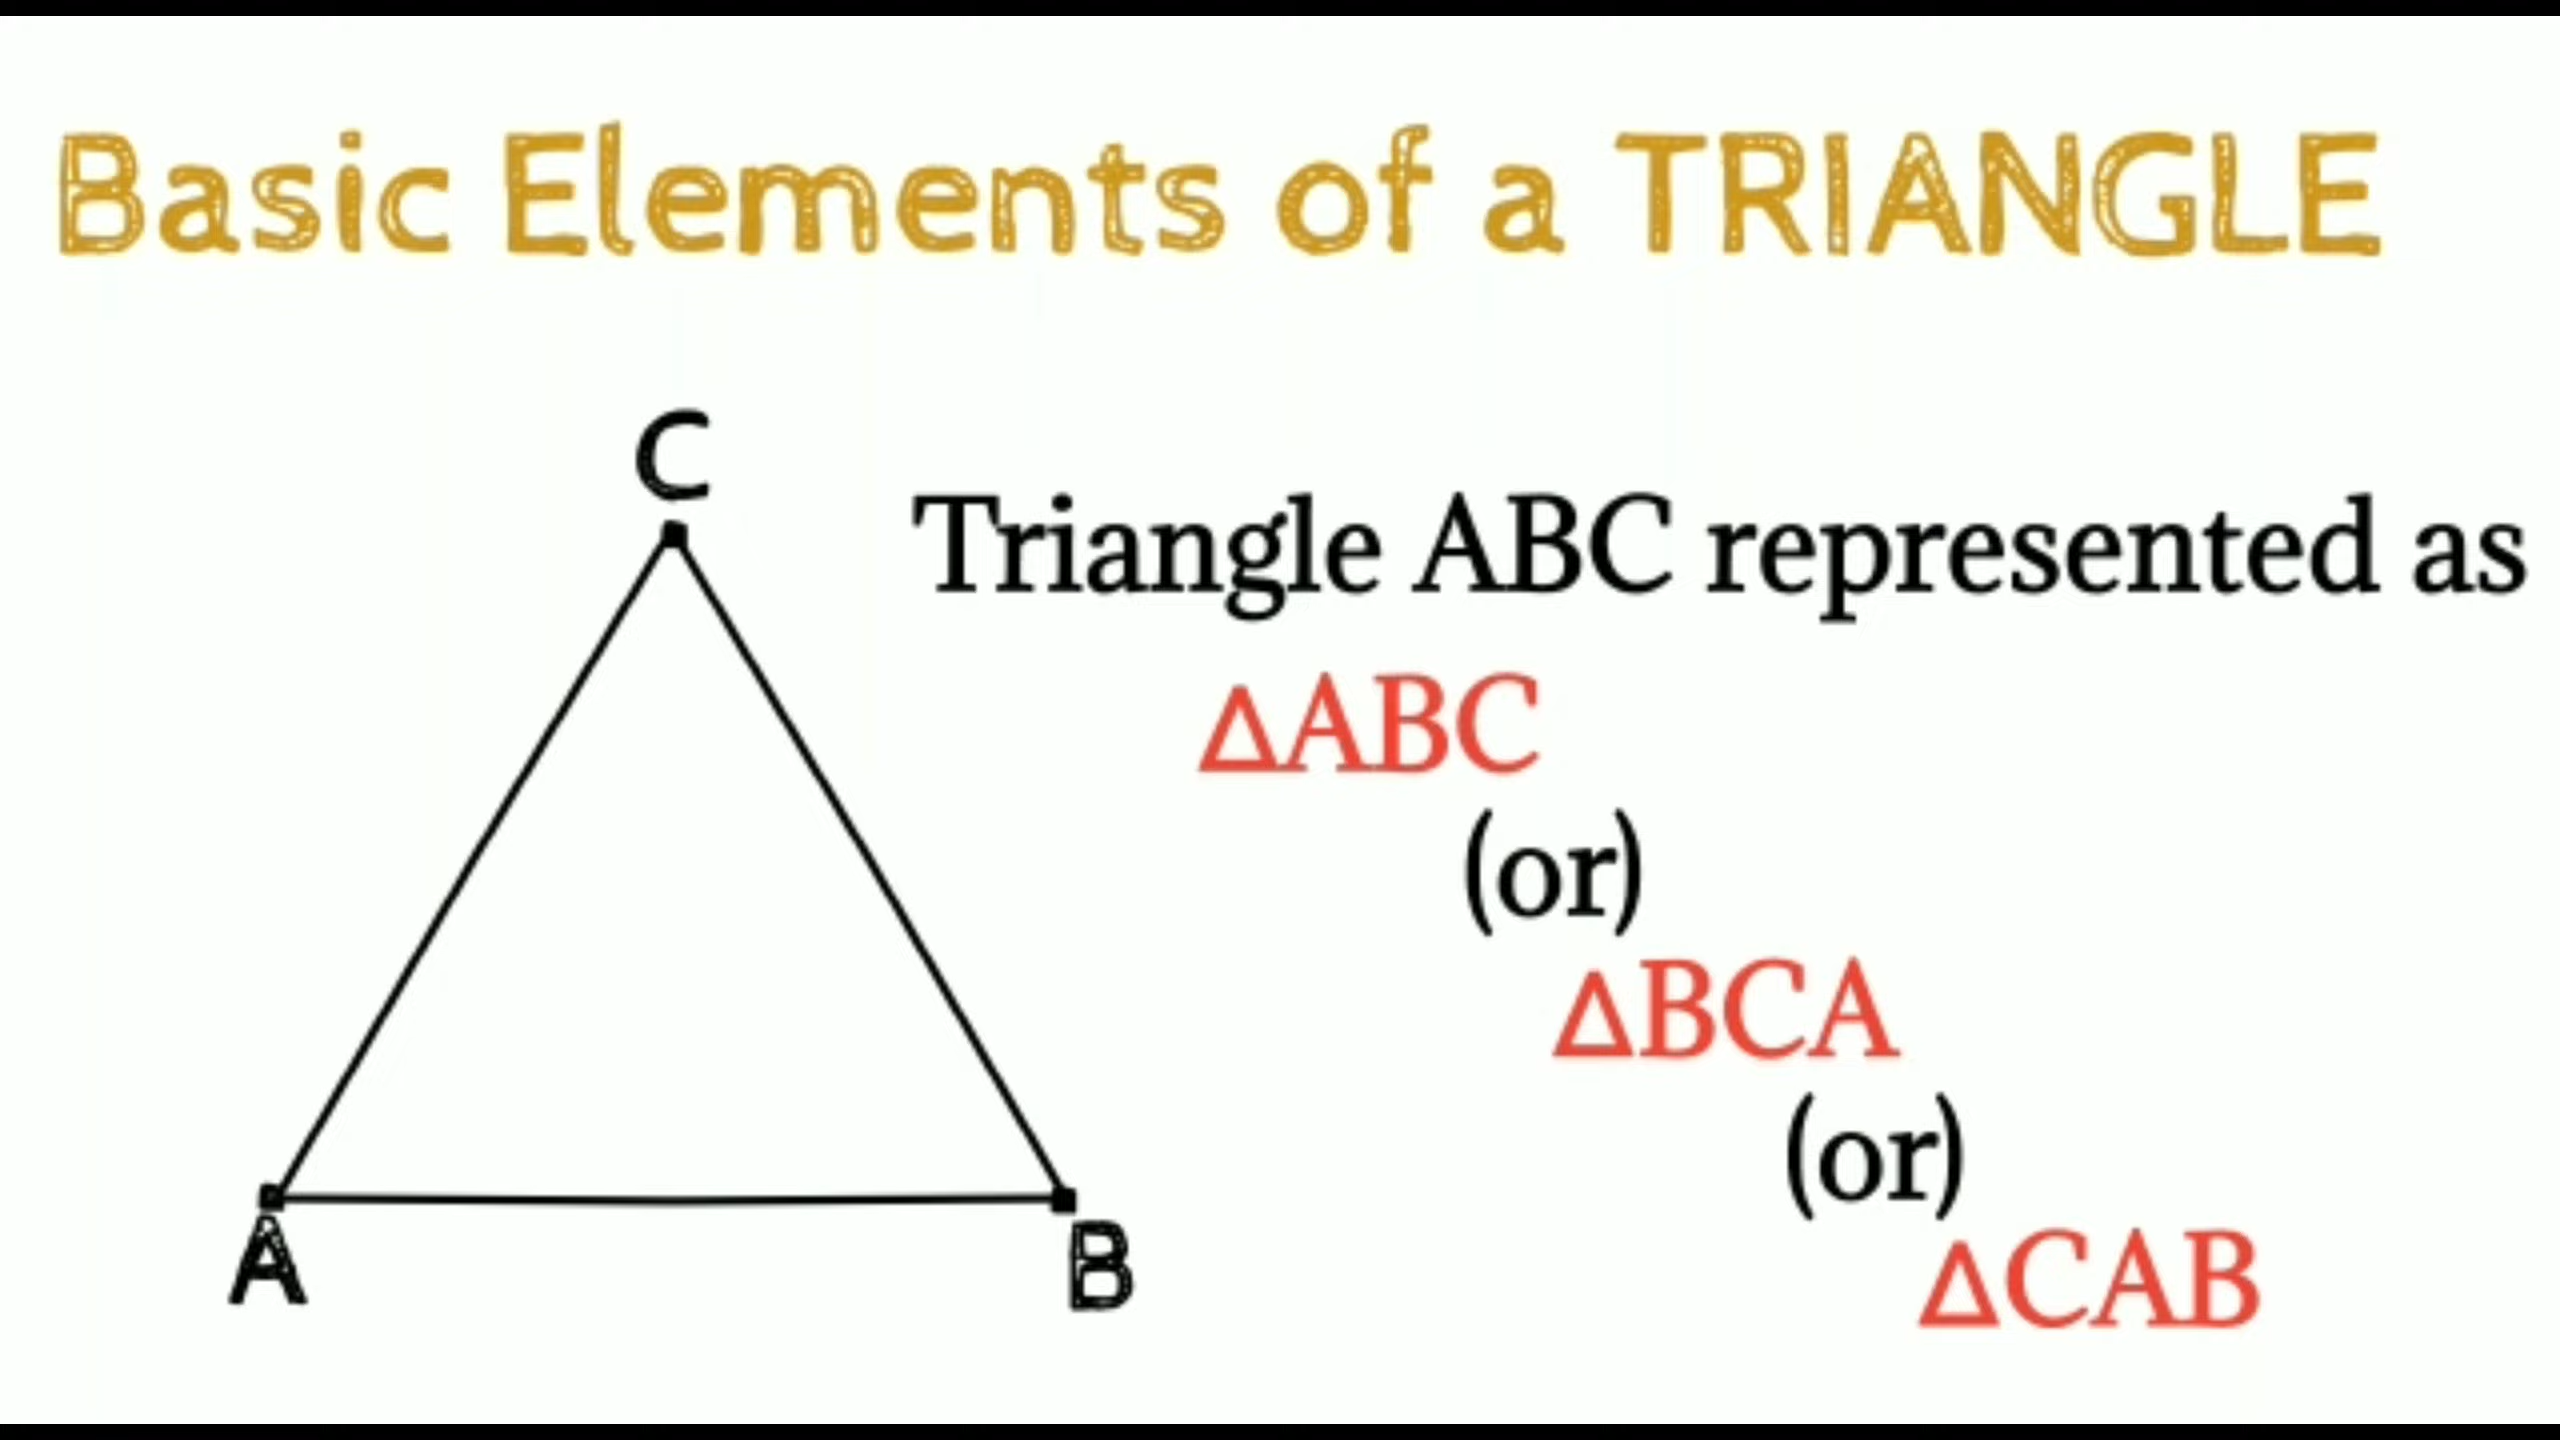 Basic Elements of a TRIANGLE
C
Triangle ABC represented as
ΔABC
(or)
ΔBCA
(or)
ΔCAB
A
B